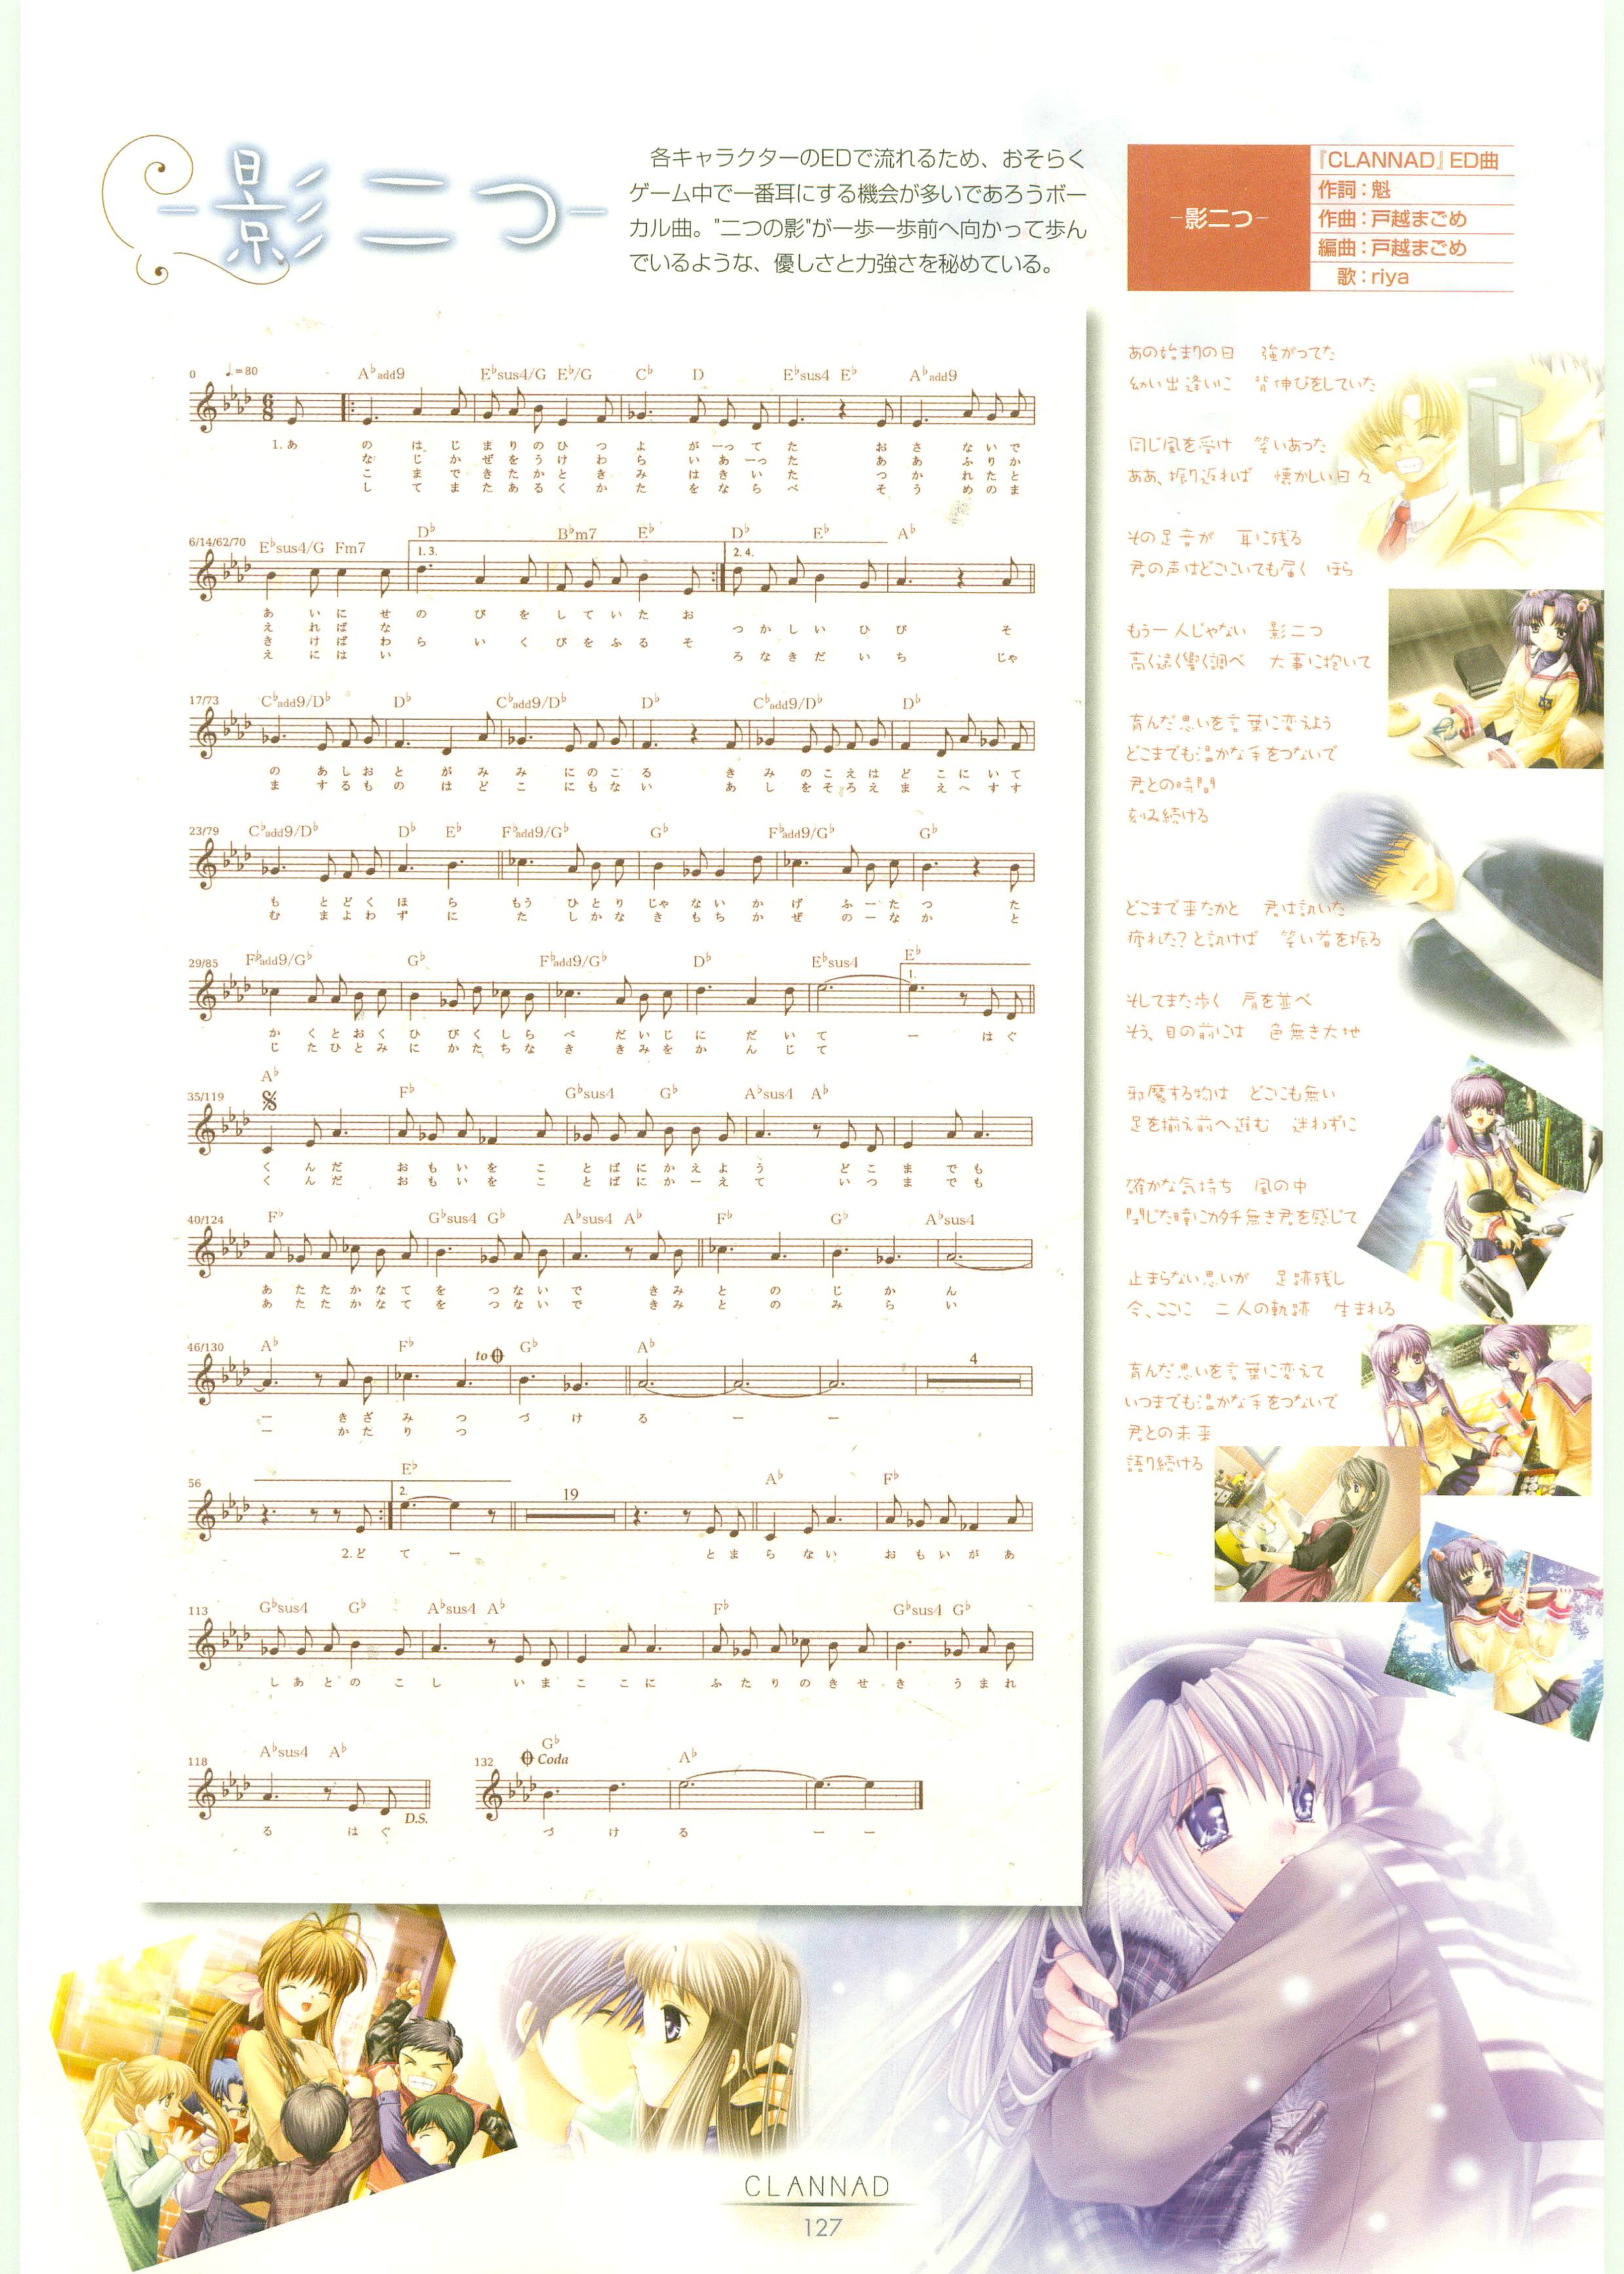 -影二つ-
各キャラクターのEDで流れるため、おそらく
ゲーム中で一番耳にする機会が多いであろうボー
カル曲。"二つの影"が一歩一歩前へ向かって歩ん
でいるような、優しさと力強さを秘めている。
-影二つ-
『CLANNAD』ED曲
作詞:魁
作曲:戸越まごめ
編曲:戸越まごめ
歌:riya
0 ♩=80 A♭add9 E♭sus4/G E♭/G C♭ D E♭sus4 E♭ A♭add9
1.あ の は じ ま り の ひ つ よ が ーっ て た お さ な い で
な じ か ぜ を う け わ ら い あ ーっ た あ あ ふ り か
こ ま で き た か と き み は き い た つ か れ た と
し て ま た あ る く か た を な ら べ そ う め の ま
6/14/62/70 E♭sus4/G Fm7 D♭ 1.3. B♭m7 E♭ D♭ 2.4. E♭ A♭
あ い に せ の び を し て い た お
え れ ば な つ か し い ひ び そ
き け ば わ ら い く び を ふ る そ
え に は い ろ な き だ い ち じゃ
17/73 C♭add9/D♭ D♭ C♭add9/D♭ D♭ C♭add9/D♭ D♭
の あ し お と が み み に の こ る き み の こ え は ど こ に い て
ま す る も の は ど こ に も な い あ し を そ ろ え ま え へ す す
23/79 C♭add9/D♭ D♭ E♭ F♭add9/G♭ G♭ F♭add9/G♭ G♭
も と ど く ほ ら もう ひ と り じゃ な い か げ ふ ー た つ た
む ま よ わ ず に た し か な き も ち か ぜ の ー な か と
29/85 F♭add9/G♭ G♭ F♭add9/G♭ D♭ E♭sus4 E♭ 1.
か く と お く ひ び く し ら べ だ い じ に だ い て ー は ぐ
じ た ひ と み に か た ち な き き み を か ん じ て
A♭
35/119 F♭ G♭sus4 G♭ A♭sus4 A♭
く ん だ お も い を こ と ば に か え よ う ど こ ま で も
く ん だ お も い を こ と ば に か ー え て い つ ま で も
40/124 F♭ G♭sus4 G♭ A♭sus4 A♭ F♭ G♭ A♭sus4
あ た た か な て を つ な い で き み と の じ か ん
あ た た か な て を つ な い で き み と の み ら い
46/130 A♭ F♭ to G♭ A♭ 4
ー き ざ み つ づ け る ー ー
ー か た り つ
56 E♭ 2. 19 A♭ F♭
2.ど て ー と ま ら な い お も い が あ
113 G♭sus4 G♭ A♭sus4 A♭ F♭ G♭sus4 G♭
し あ と の こ し い ま こ こ に ふ た り の き せ き う ま れ
118 A♭sus4 A♭ D.S.
る は ぐ
132 G♭ Coda A♭
づ け る ー ー
あの始まりの日 強がってた
幼い出逢いに 背伸びをしていた
同じ風を受け 笑いあった
ああ、振り返れば 懐かしい日々
その足音が 耳に残る
君の声はどこにいても届く ほら
もう一人じゃない 影二つ
高く遠く響く調べ 大事に抱いて
育んだ思いを言葉に変えよう
どこまでも温かな手をつないで
君との時間
刻み続ける
どこまで来たかと 君は訊いた
疲れた?と訊けば 笑い首を振る
そしてまた歩く 肩を並べ
そう、目の前には 色無き大地
邪魔する物は どこにも無い
足を揃え前へ進む 迷わずに
確かな気持ち 風の中
閉じた瞳にカタチ無き君を感じて
止まらない思いが 足跡残し
今、ここに 二人の軌跡 生まれる
育んだ思いを言葉に変えて
いつまでも温かな手をつないで
君との未来
語り続ける
CLANNAD
127